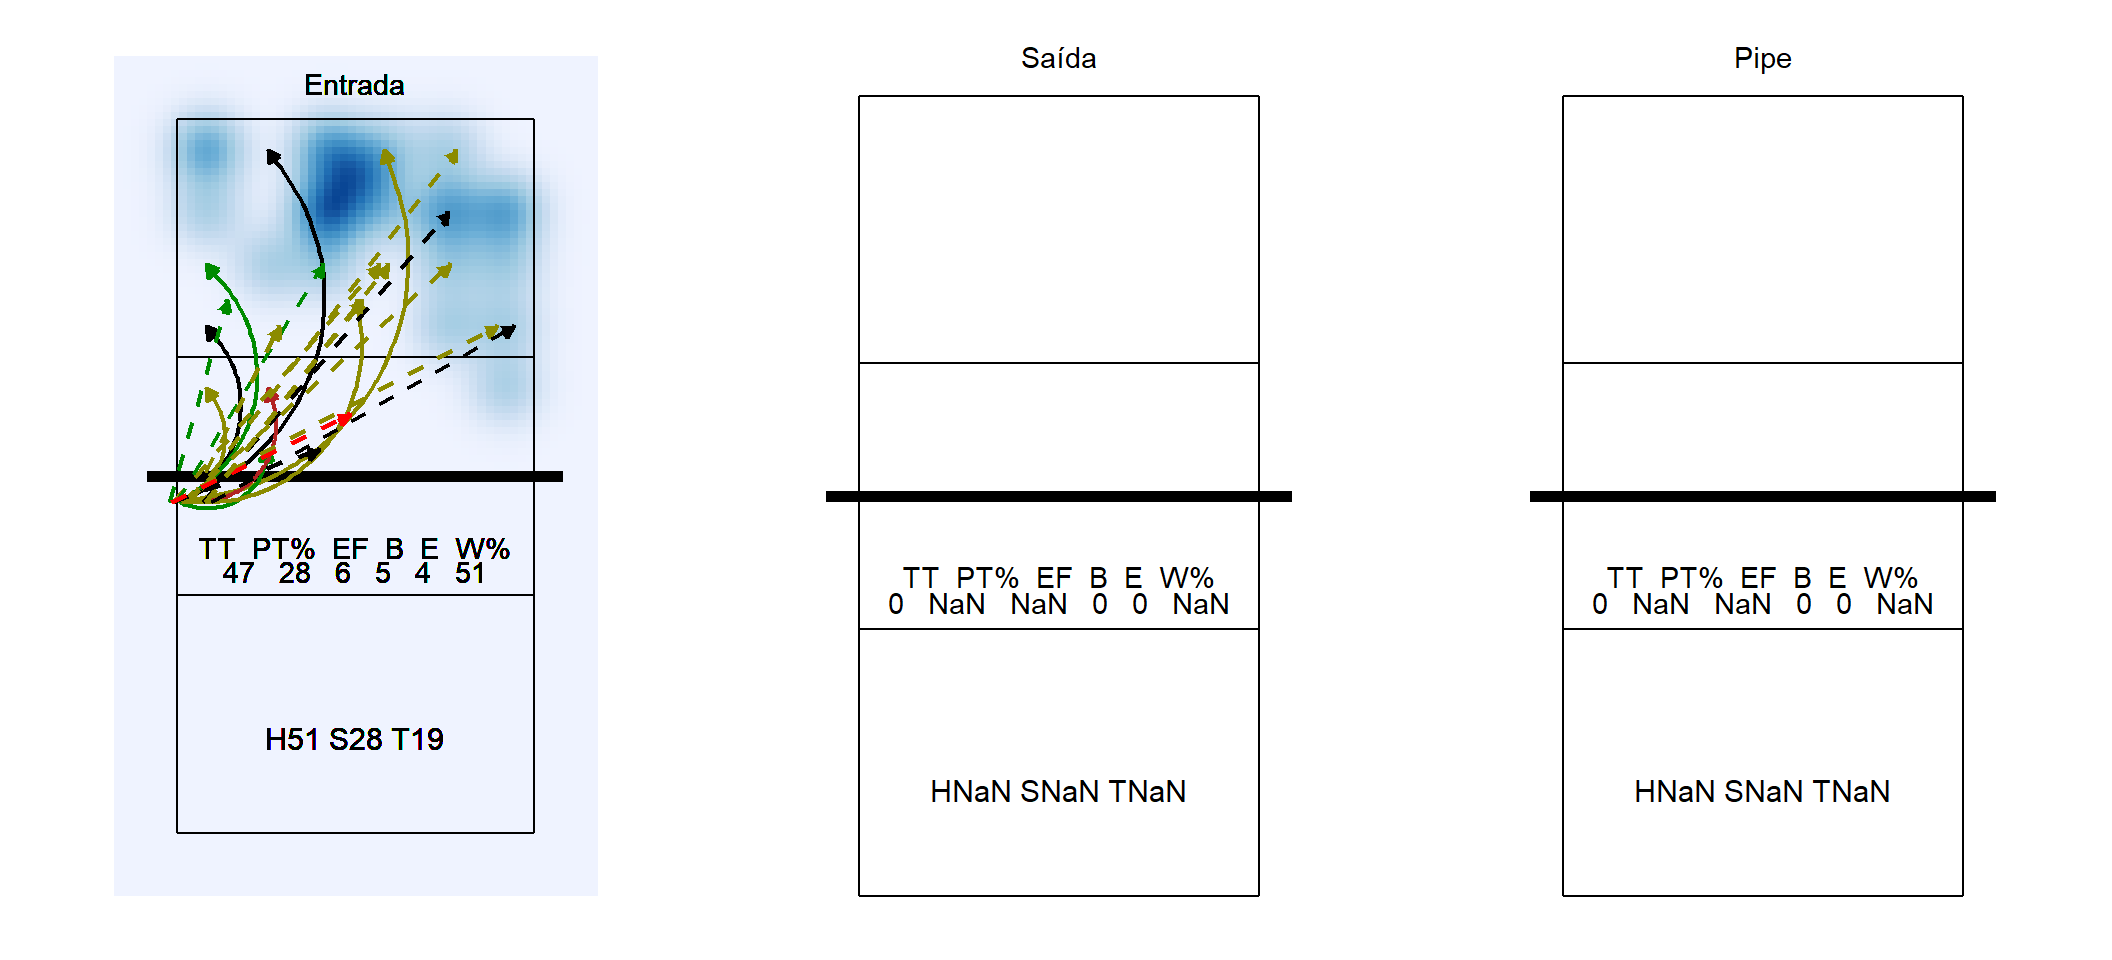 Entrada
TT PT% EF B E W%
47 28 6 5 4 51
H51 S28 T19
Saída
TT PT% EF B E W%
0 NaN NaN 0 0 NaN
HNaN SNaN TNaN
Pipe
TT PT% EF B E W%
0 NaN NaN 0 0 NaN
HNaN SNaN TNaN